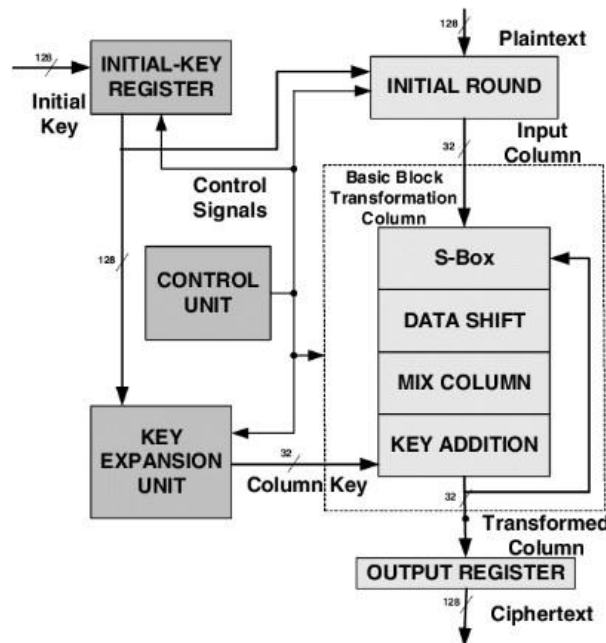 128
Plaintext
128
INITIAL-KEY
REGISTER
INITIAL ROUND
Initial
Key
Input
Column
32
Control
Signals
Basic Block
Transformation
Column
S-Box
128
CONTROL
UNIT
DATA SHIFT
MIX COLUMN
KEY
EXPANSION
UNIT
KEY ADDITION
32
Column Key
32
Transformed
Column
OUTPUT REGISTER
128
Ciphertext